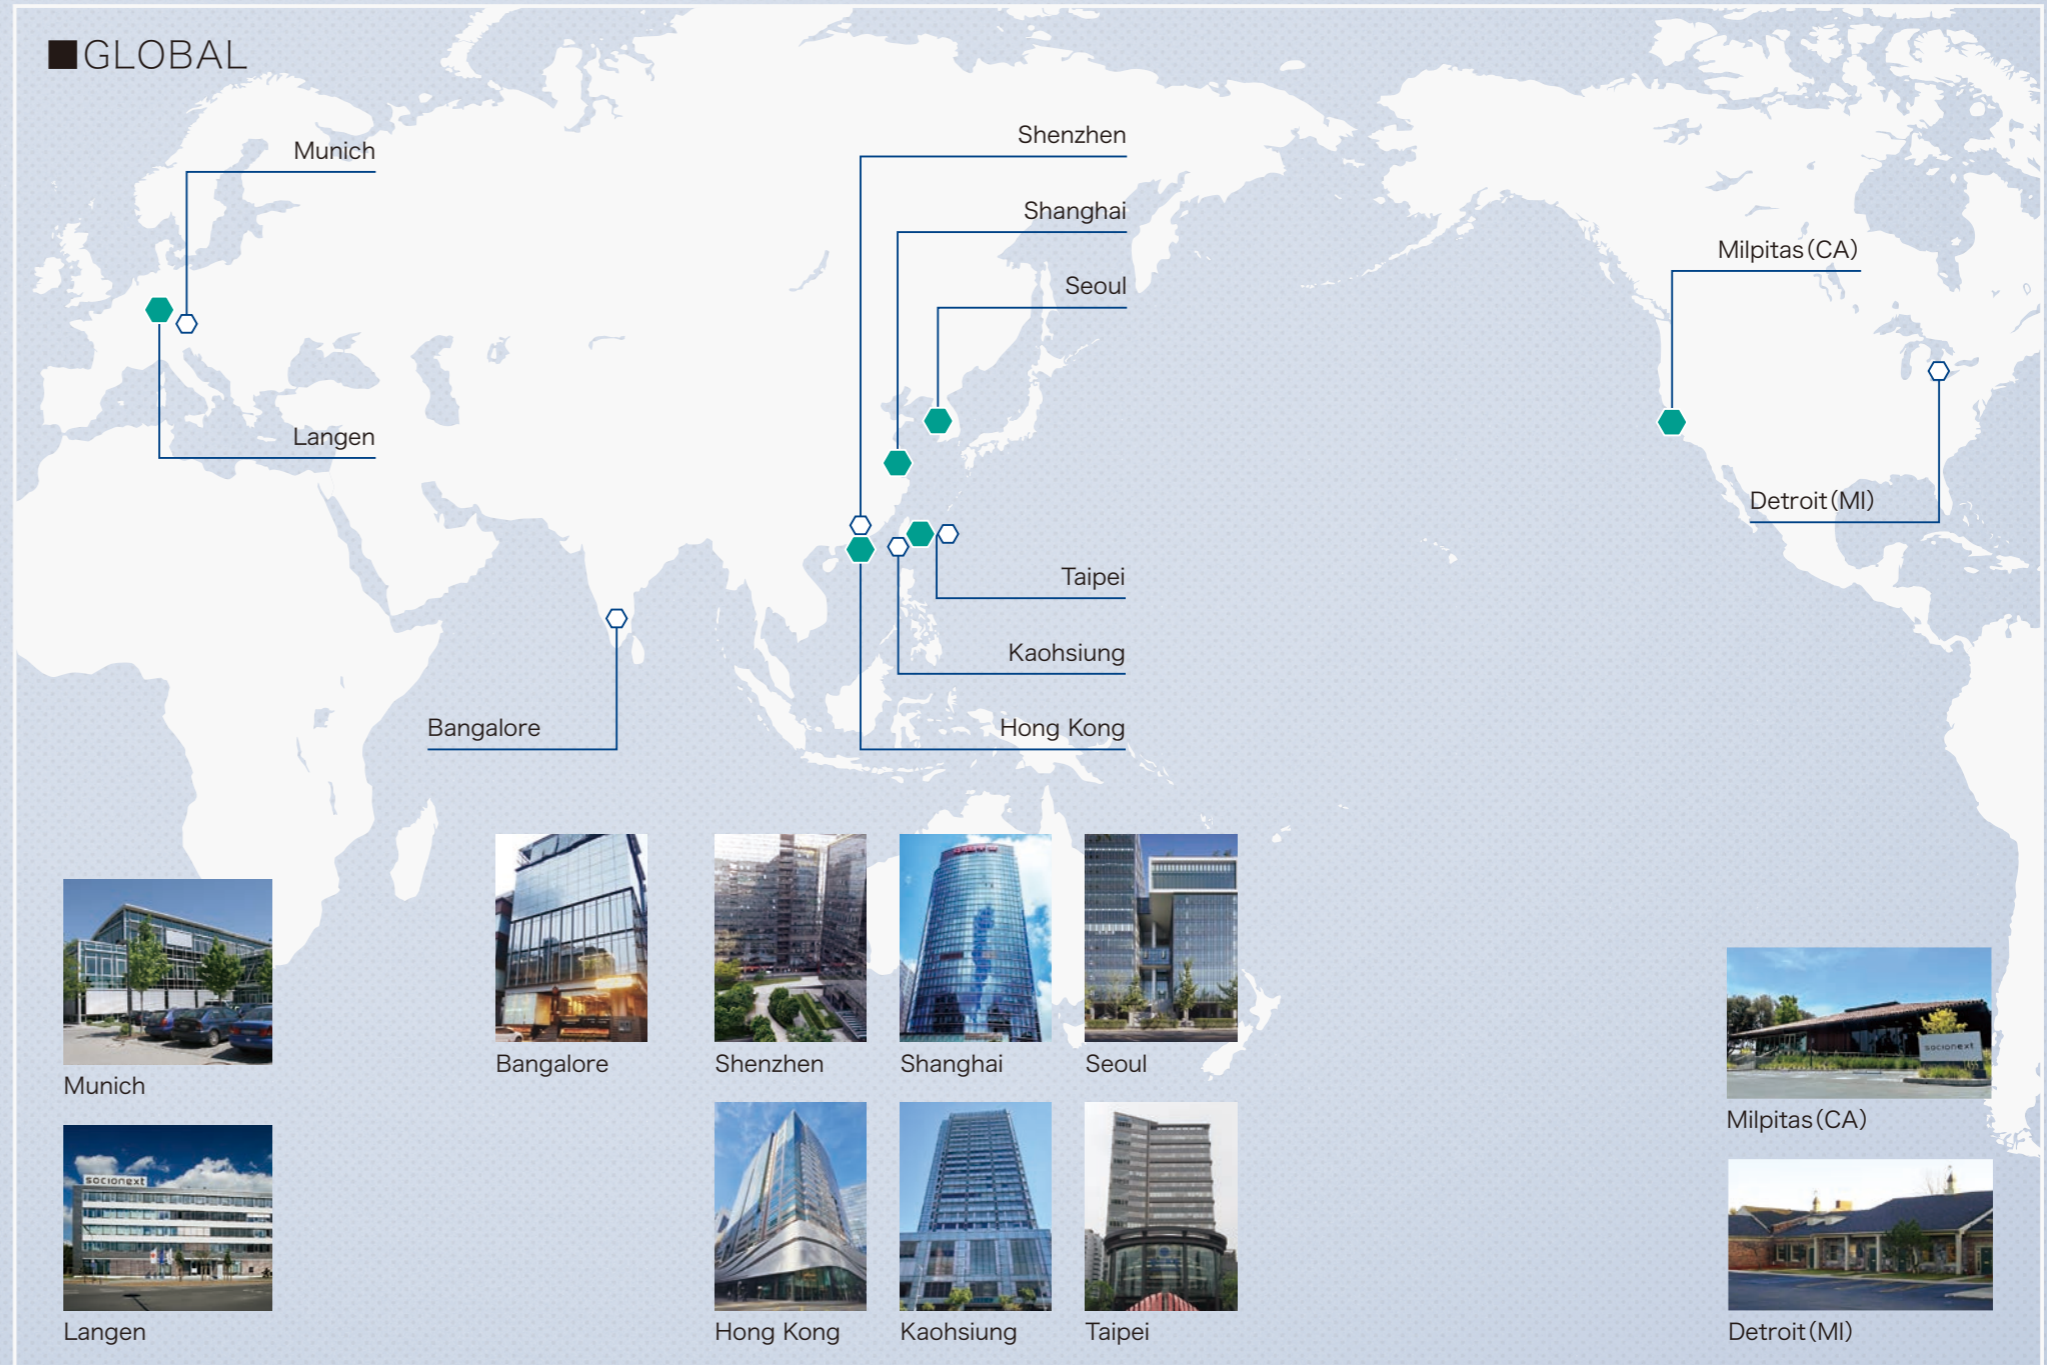 ■GLOBAL
Munich
Langen
Bangalore
Shenzhen
Shanghai
Seoul
Taipei
Kaohsiung
Hong Kong
Milpitas(CA)
Detroit(MI)
Munich
socionext
Langen
Bangalore
Shenzhen
Shanghai
Seoul
Hong Kong
Kaohsiung
Taipei
socionext
Milpitas(CA)
Detroit(MI)